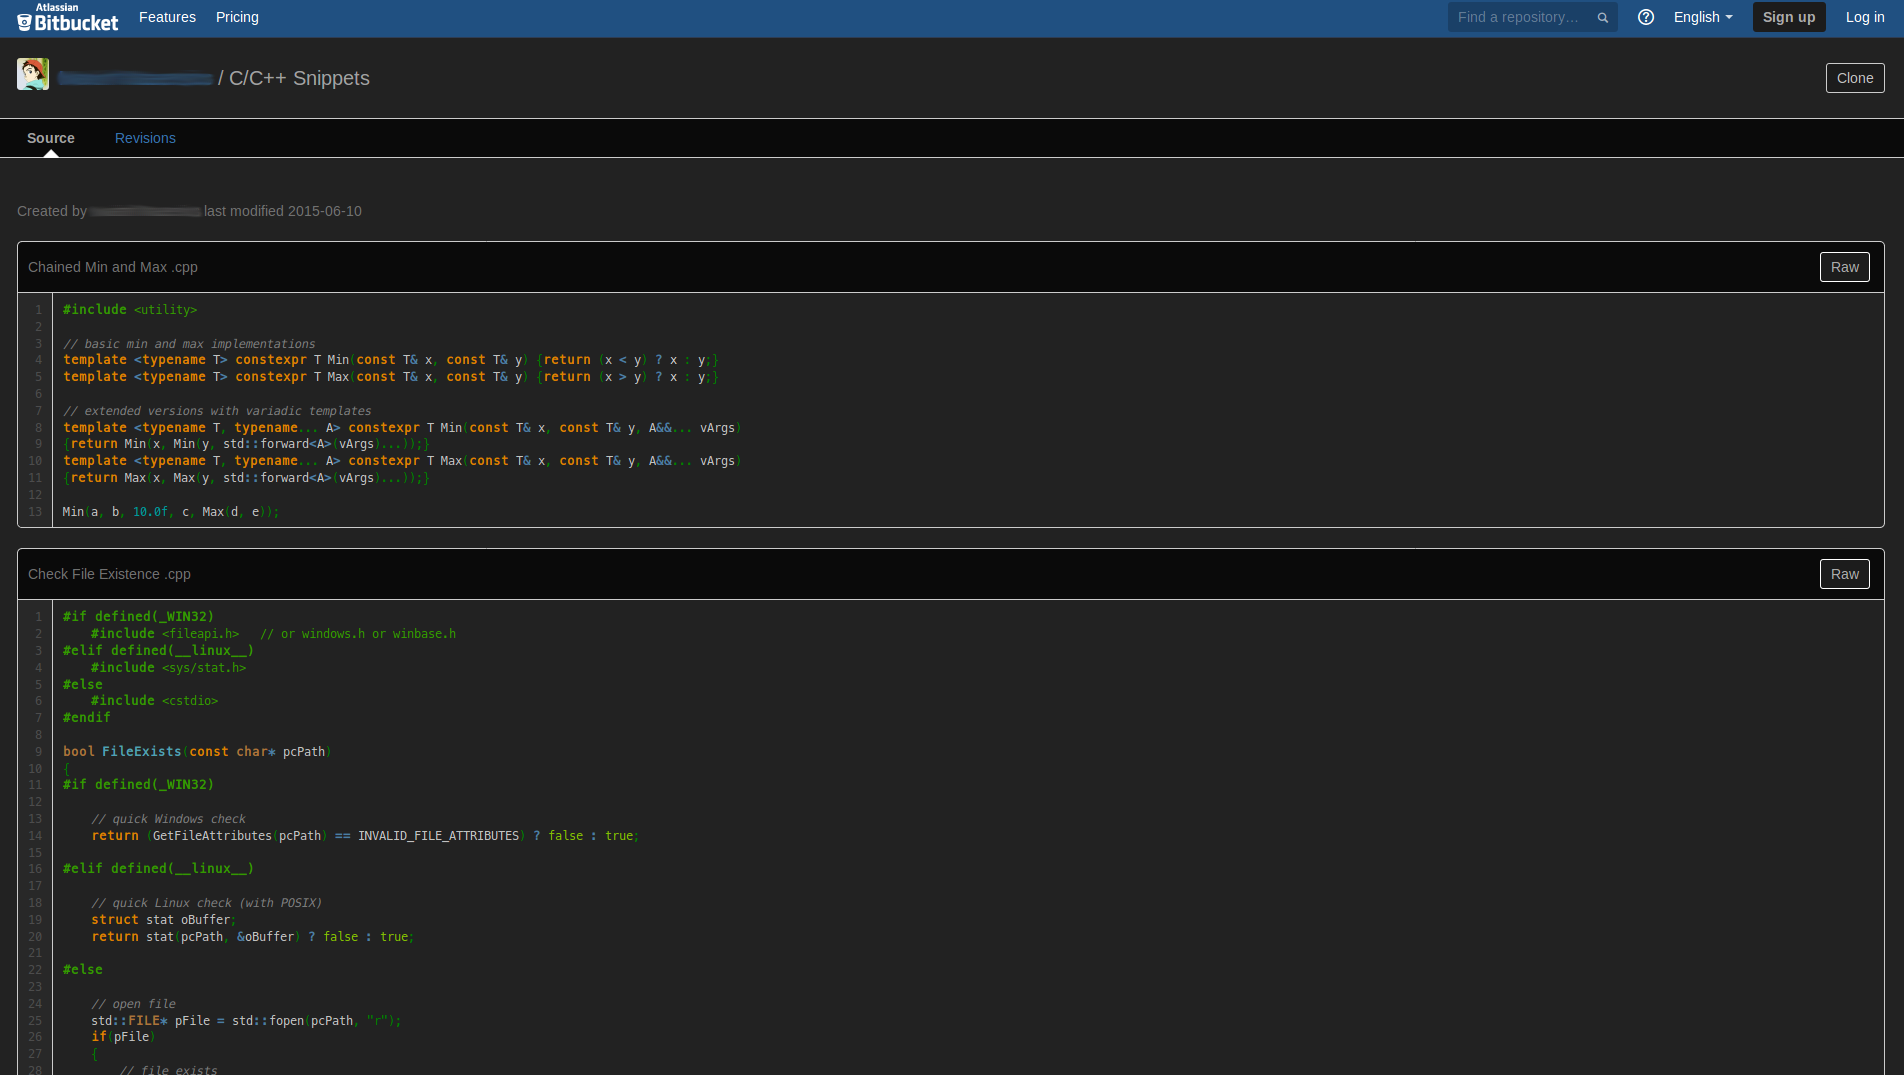 Atlassian
Bitbucket
Features Pricing
Find a repository...
English
Sign up
Log in
/ C/C++ Snippets
Clone
Source Revisions
Created by last modified 2015-06-10
Chained Min and Max .cpp
Raw
1 #include <utility>
2
3 // basic min and max implementations
4 template <typename T> constexpr T Min(const T& x, const T& y) {return (x < y) ? x : y;}
5 template <typename T> constexpr T Max(const T& x, const T& y) {return (x > y) ? x : y;}
6
7 // extended versions with variadic templates
8 template <typename T, typename... A> constexpr T Min(const T& x, const T& y, A&&... vArgs)
9 {return Min(x, Min(y, std::forward<A>(vArgs)...));}
10 template <typename T, typename... A> constexpr T Max(const T& x, const T& y, A&&... vArgs)
11 {return Max(x, Max(y, std::forward<A>(vArgs)...));}
12
13 Min(a, b, 10.0f, c, Max(d, e));
Check File Existence .cpp
Raw
1 #if defined(_WIN32)
2 #include <fileapi.h> // or windows.h or winbase.h
3 #elif defined(__linux__)
4 #include <sys/stat.h>
5 #else
6 #include <cstdio>
7 #endif
8
9 bool FileExists(const char* pcPath)
10 {
11 #if defined(_WIN32)
12
13 // quick Windows check
14 return (GetFileAttributes(pcPath) == INVALID_FILE_ATTRIBUTES) ? false : true;
15
16 #elif defined(__linux__)
17
18 // quick Linux check (with POSIX)
19 struct stat oBuffer;
20 return stat(pcPath, &oBuffer) ? false : true;
21
22 #else
23
24 // open file
25 std::FILE* pFile = std::fopen(pcPath, "r");
26 if(pFile)
27 {
28 // file exists